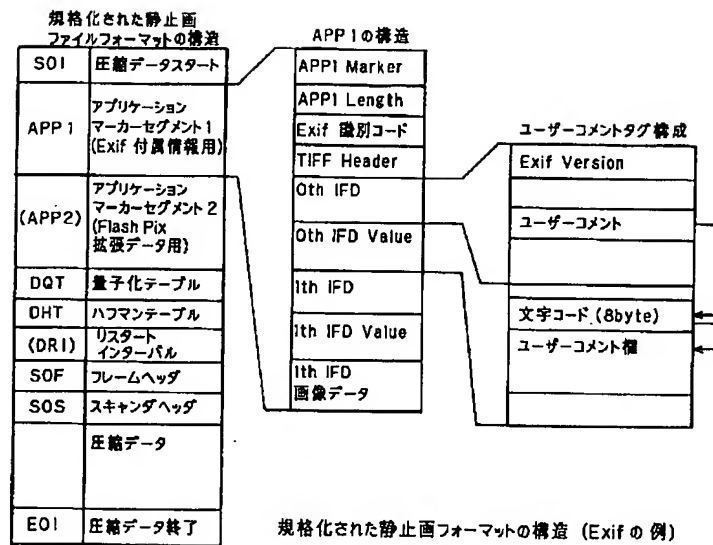 規格化された静止画
ファイルフォーマットの構造
SOI 圧縮データスタート
APP1 アプリケーション
マーカーセグメント1
(Exif 付属情報用)
(APP2) アプリケーション
マーカーセグメント2
(Flash Pix
拡張データ用)
DQT 量子化テーブル
DHT ハフマンテーブル
(DRI) リスタート
インターバル
SOF フレームヘッダ
SOS スキャンダヘッダ
圧縮データ
EOI 圧縮データ終了
APP1の構造
APP1 Marker
APP1 Length
Exif 識別コード
TIFF Header
0th IFD
0th IFD Value
1th IFD
1th IFD Value
1th IFD
画像データ
ユーザーコメントタグ構成
Exif Version
ユーザーコメント
文字コード (8byte)
ユーザーコメント欄
規格化された静止画フォーマットの構造 (Exif の例)